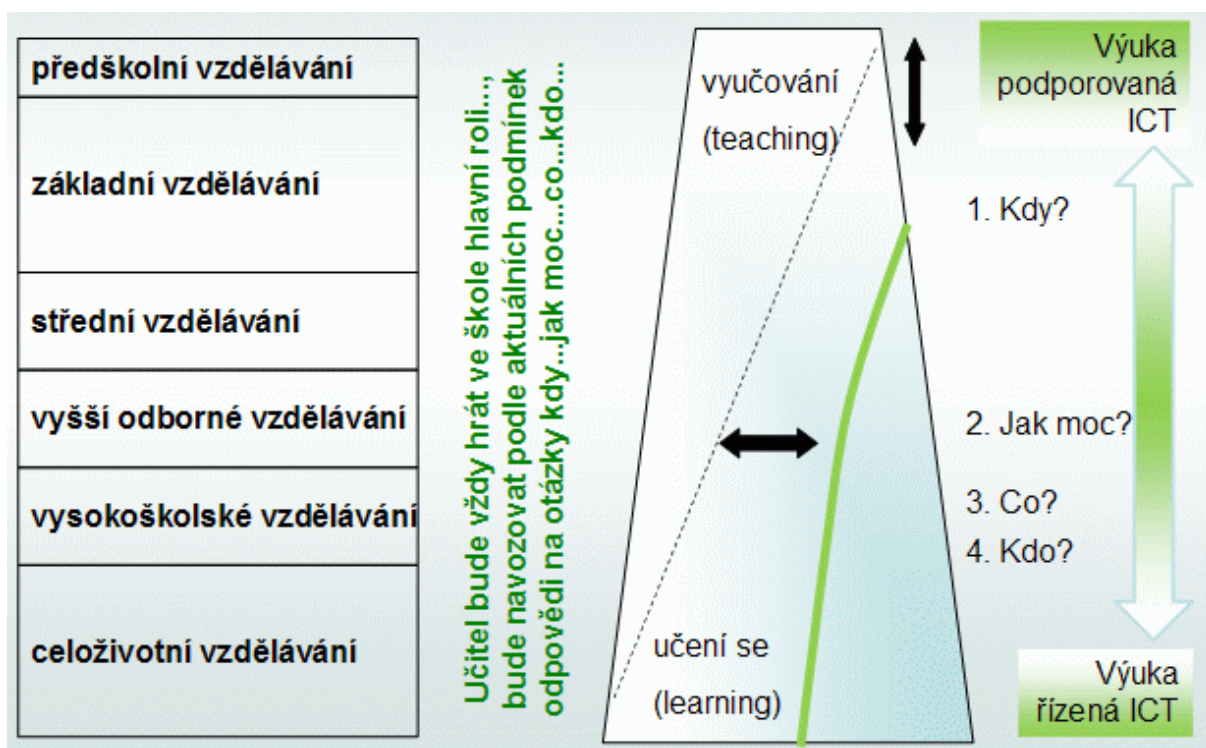 předškolní vzdělávání
základní vzdělávání
střední vzdělávání
vyšší odborné vzdělávání
vysokoškolské vzdělávání
celoživotní vzdělávání
Učitel bude vždy hrát ve škole hlavní roli...,
bude navozovat podle aktuálních podmínek
odpovědi na otázky kdy...jak moc...co...kdo...
vyučování
(teaching)
učení se
(learning)
Výuka
podporovaná
ICT
1. Kdy?
2. Jak moc?
3. Co?
4. Kdo?
Výuka
řízená ICT